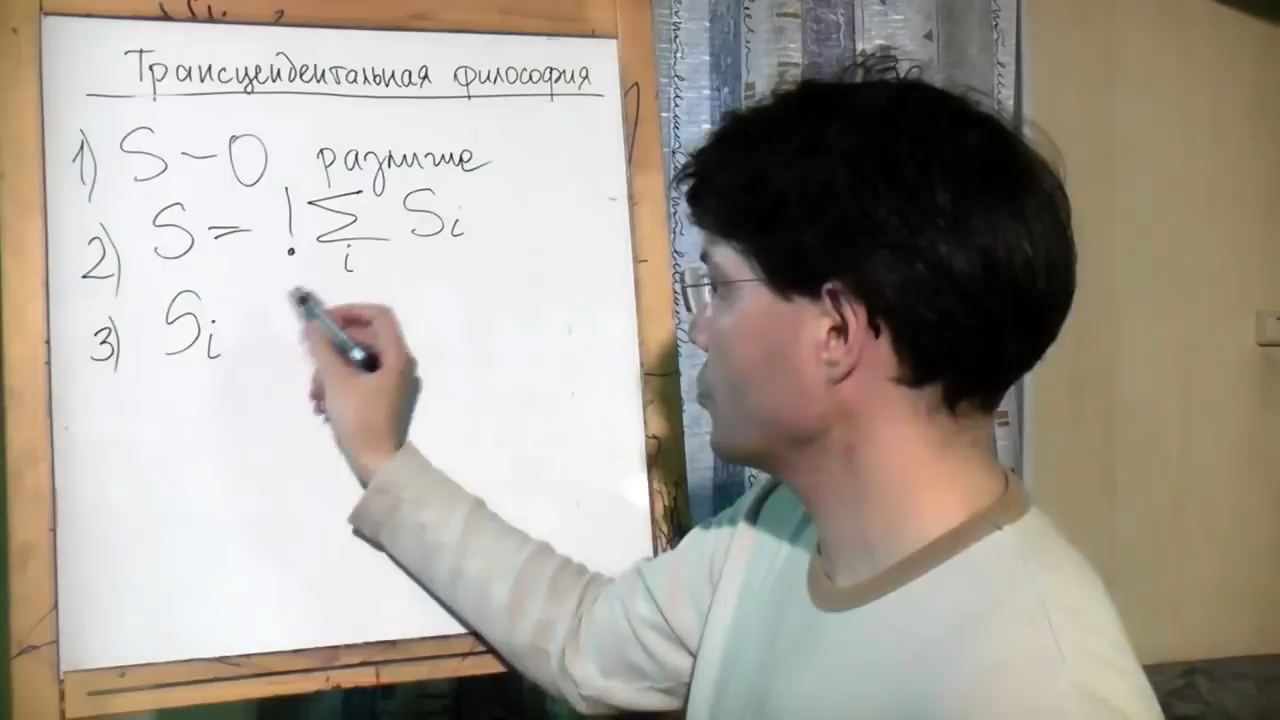 Трансцендентальная философия
1) S – O различие
2) S = ! ∑ᵢ Sᵢ
3) Sᵢ